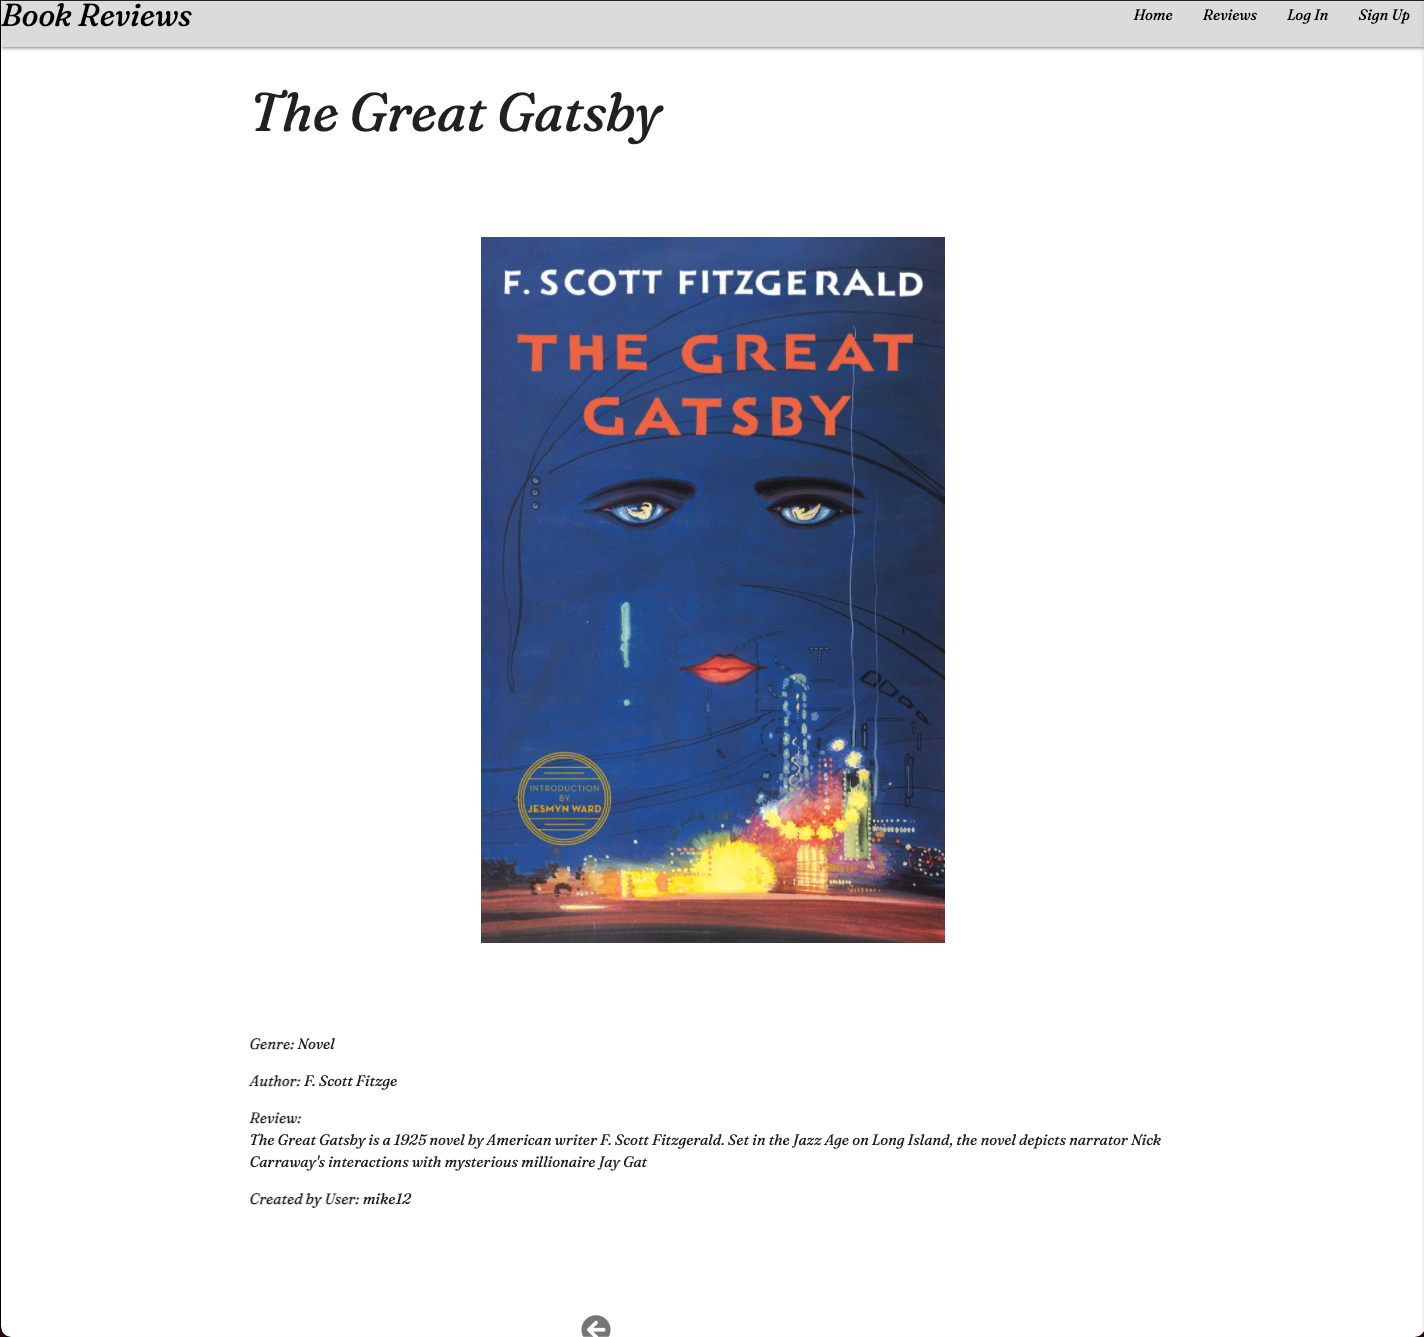 Book Reviews
Home Reviews Log In Sign Up
The Great Gatsby
F. SCOTT FITZGERALD
THE GREAT
GATSBY
INTRODUCTION
BY
JESMYN WARD
Genre: Novel
Author: F. Scott Fitzge
Review:
The Great Gatsby is a 1925 novel by American writer F. Scott Fitzgerald. Set in the Jazz Age on Long Island, the novel depicts narrator Nick
Carraway's interactions with mysterious millionaire Jay Gat
Created by User: mike12